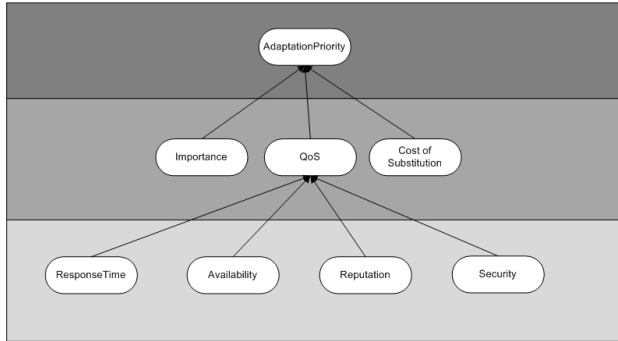 AdaptationPriority
Importance
QoS
Cost of
Substitution
ResponseTime
Availability
Reputation
Security